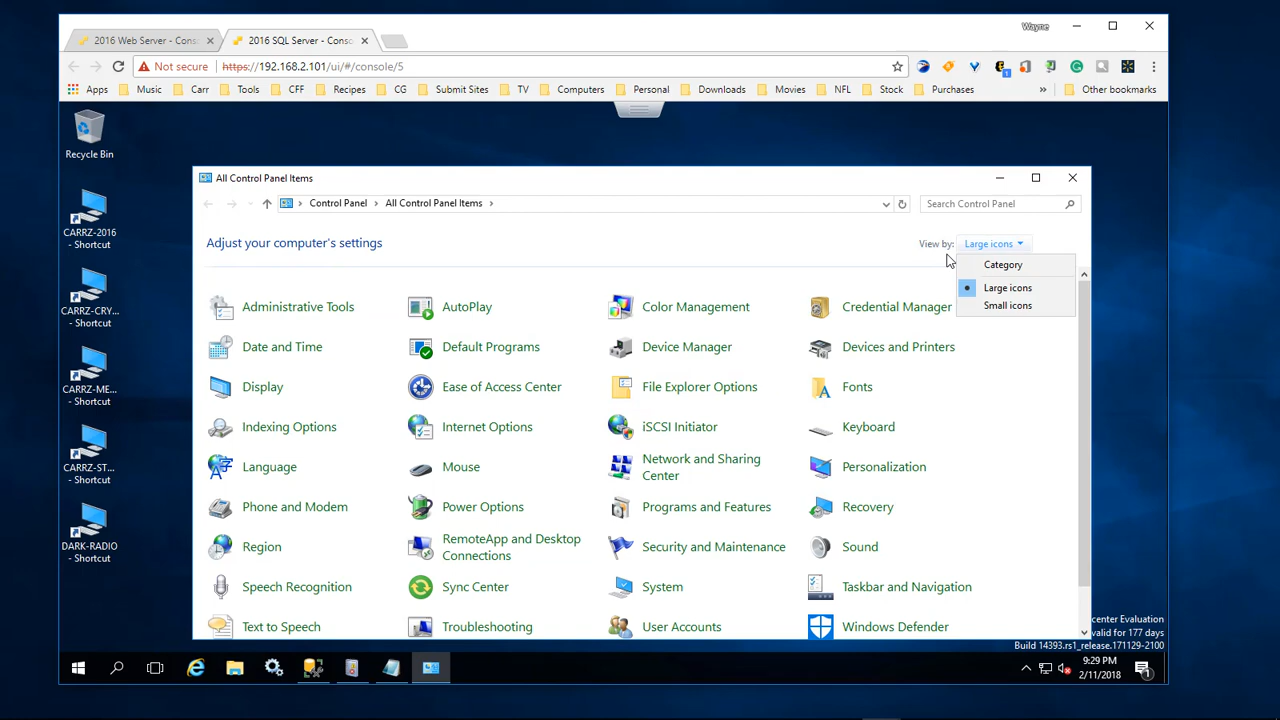 Wayne
2016 Web Server - Consc
2016 SQL Server - Conso
Not secure
https://192.168.2.101/ui/#/console/5
Apps
Music
Carr
Tools
CFF
Recipes
CG
Submit Sites
TV
Computers
Personal
Downloads
Movies
NFL
Stock
Purchases
»
Other bookmarks
Recycle Bin
CARRZ-2016
- Shortcut
CARRZ-CRY...
- Shortcut
CARRZ-ME...
- Shortcut
CARRZ-ST...
- Shortcut
DARK-RADIO
- Shortcut
All Control Panel Items
Control Panel
All Control Panel Items
Search Control Panel
Adjust your computer's settings
View by:
Large icons
Category
Large icons
Small icons
Administrative Tools
AutoPlay
Color Management
Credential Manager
Date and Time
Default Programs
Device Manager
Devices and Printers
Display
Ease of Access Center
File Explorer Options
Fonts
Indexing Options
Internet Options
iSCSI Initiator
Keyboard
Language
Mouse
Network and Sharing
Center
Personalization
Phone and Modem
Power Options
Programs and Features
Recovery
Region
RemoteApp and Desktop
Connections
Security and Maintenance
Sound
Speech Recognition
Sync Center
System
Taskbar and Navigation
Text to Speech
Troubleshooting
User Accounts
Windows Defender
center Evaluation
valid for 177 days
Build 14393.rs1_release.171129-2100
9:29 PM
2/11/2018
1